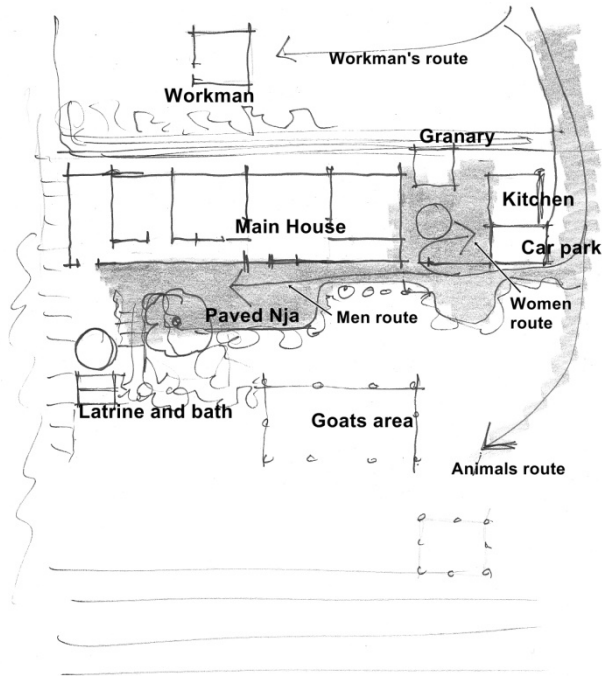 Workman's route
Workman
Granary
Kitchen
Main House
Car park
Women
route
Paved Nja
Men route
Latrine and bath
Goats area
Animals route